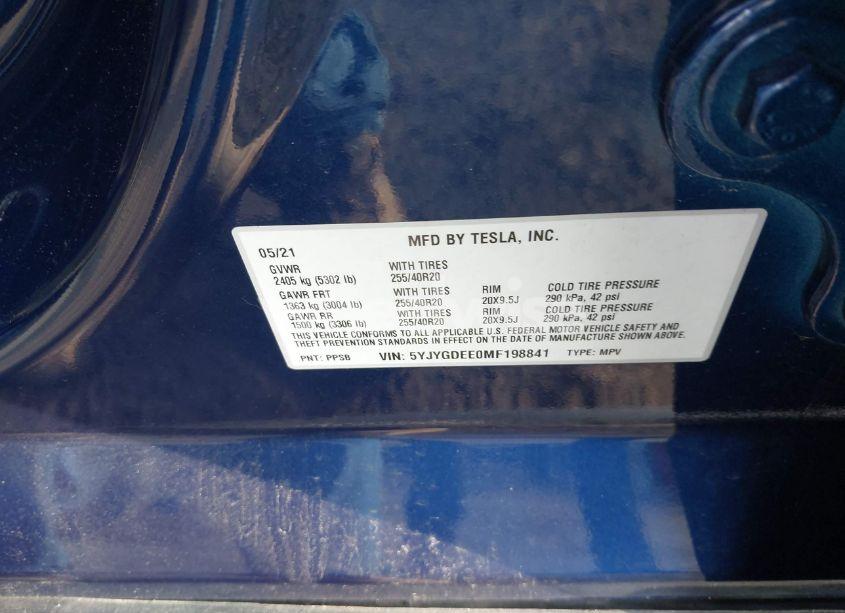 MFD BY TESLA, INC.
05/21
GVWR WITH TIRES
2405 kg (5302 lb) 255/40R20
GAWR FRT WITH TIRES RIM COLD TIRE PRESSURE
1363 kg (3004 lb) 255/40R20 20X9.5J 290 kPa, 42 psi
GAWR RR WITH TIRES RIM COLD TIRE PRESSURE
1500 kg (3306 lb) 255/40R20 20X9.5J 290 kPa, 42 psi
THIS VEHICLE CONFORMS TO ALL APPLICABLE U.S. FEDERAL MOTOR VEHICLE SAFETY AND
THEFT PREVENTION STANDARDS IN EFFECT ON THE DATE OF MANUFACTURE SHOWN ABOVE.
PNT: PPSB VIN: 5YJYGDEE0MF198841 TYPE: MPV